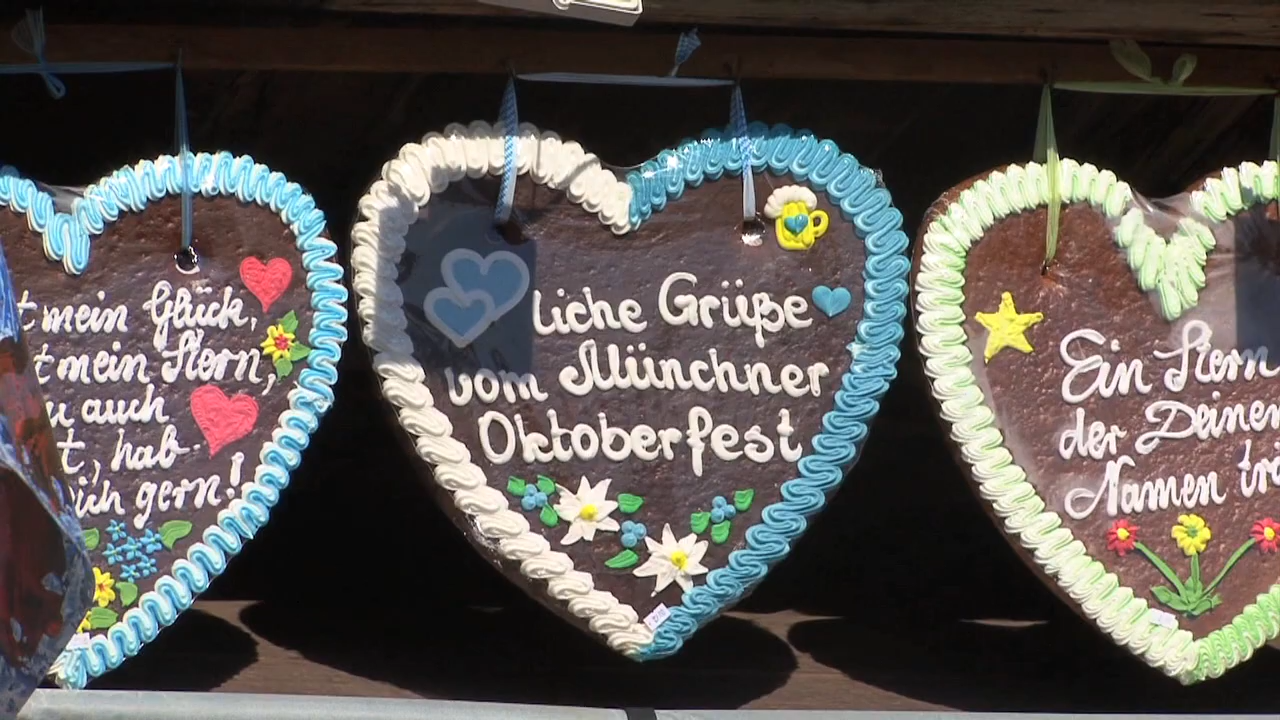 mein Glück,
mein Stern,
auch
hab
gern!
liche Grüße
vom Münchner
Oktoberfest
Ein Stern
der Deinen
Namen